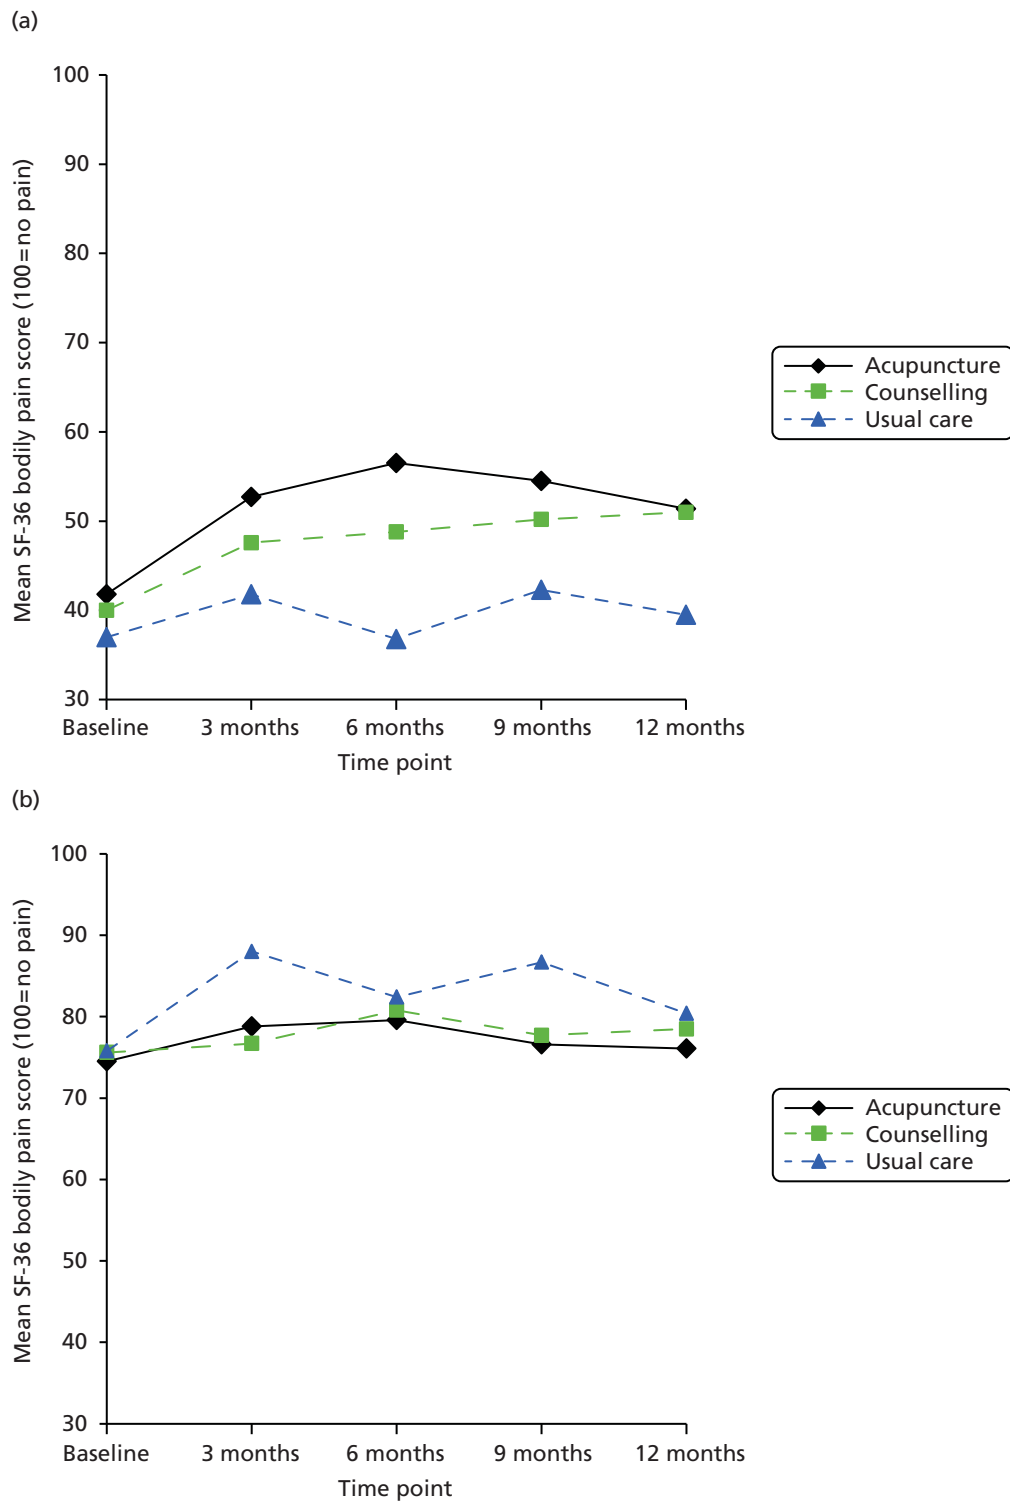 (a)
Mean SF-36 bodily pain score (100=no pain)
100
90
80
70
60
50
40
30
Baseline 3 months 6 months 9 months 12 months
Time point
Acupuncture
Counselling
Usual care
(b)
Mean SF-36 bodily pain score (100=no pain)
100
90
80
70
60
50
40
30
Baseline 3 months 6 months 9 months 12 months
Time point
Acupuncture
Counselling
Usual care